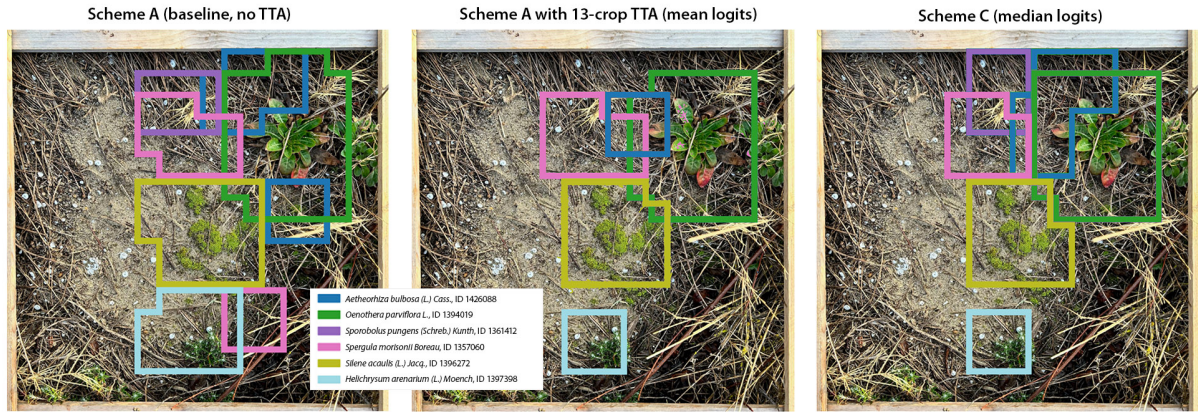 Scheme A (baseline, no TTA)
Scheme A with 13-crop TTA (mean logits)
Scheme C (median logits)
Aetheorhiza bulbosa (L.) Cass., ID 1426088
Oenothera parviflora L., ID 1394019
Sporobolus pungens (Schreb.) Kunth, ID 1361412
Spergula morisonii Boreau, ID 1357060
Silene acaulis (L.) Jacq., ID 1396272
Helichrysum arenarium (L.) Moench, ID 1397398